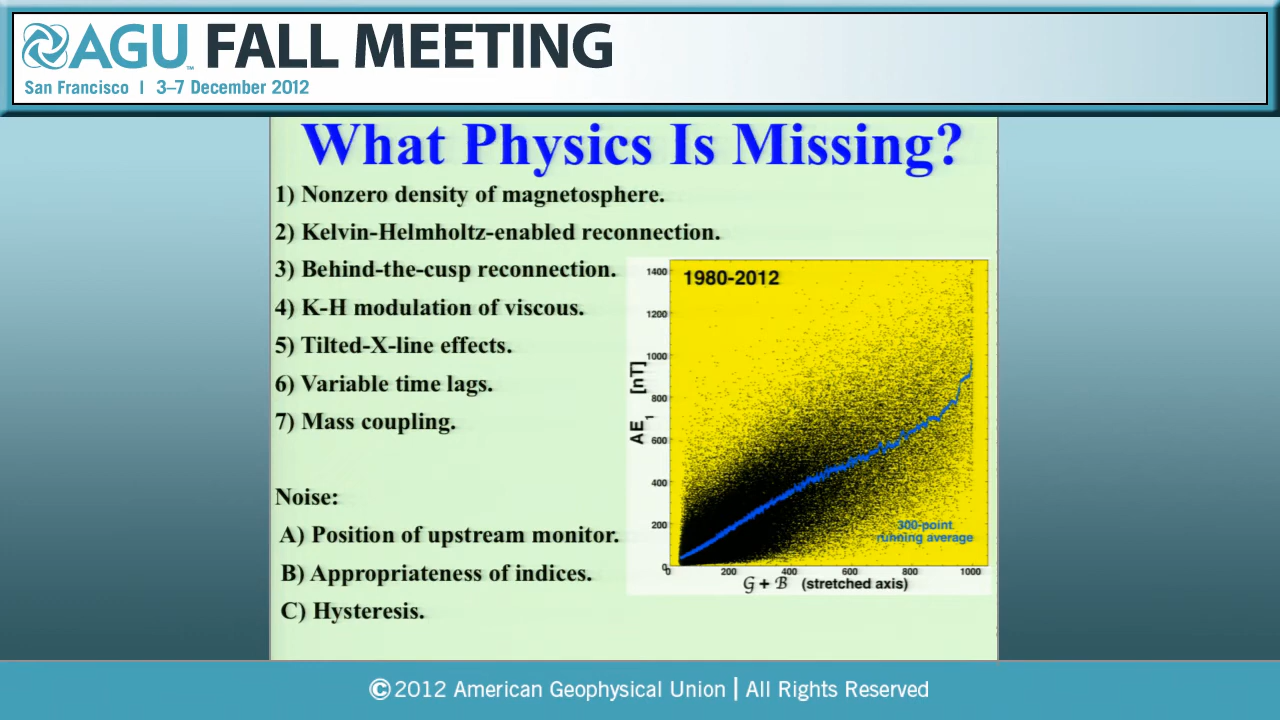 AGU FALL MEETING
San Francisco | 3–7 December 2012
What Physics Is Missing?
1) Nonzero density of magnetosphere.
2) Kelvin-Helmholtz-enabled reconnection.
3) Behind-the-cusp reconnection.
4) K-H modulation of viscous.
5) Tilted-X-line effects.
6) Variable time lags.
7) Mass coupling.
Noise:
A) Position of upstream monitor.
B) Appropriateness of indices.
C) Hysteresis.
1980-2012
1400
1200
1000
800
600
400
200
0
AE1 [nT]
300-point
running average
0 200 400 600 800 1000
G + B (stretched axis)
© 2012 American Geophysical Union | All Rights Reserved